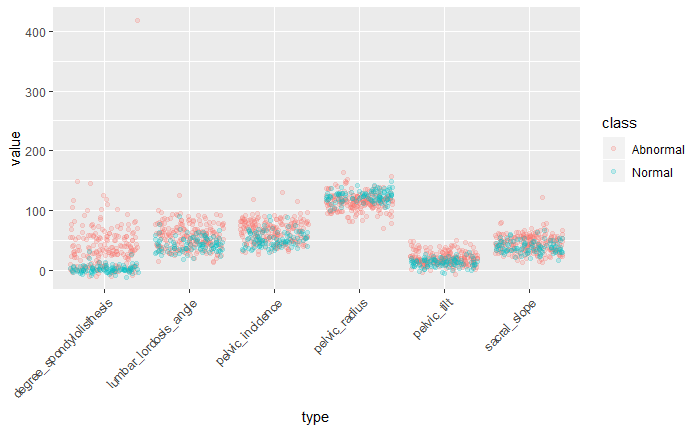 400
300
200
100
0
value
degree_spondylolisthesis
lumbar_lordosis_angle
pelvic_incidence
pelvic_radius
pelvic_tilt
sacral_slope
type
class
Abnormal
Normal